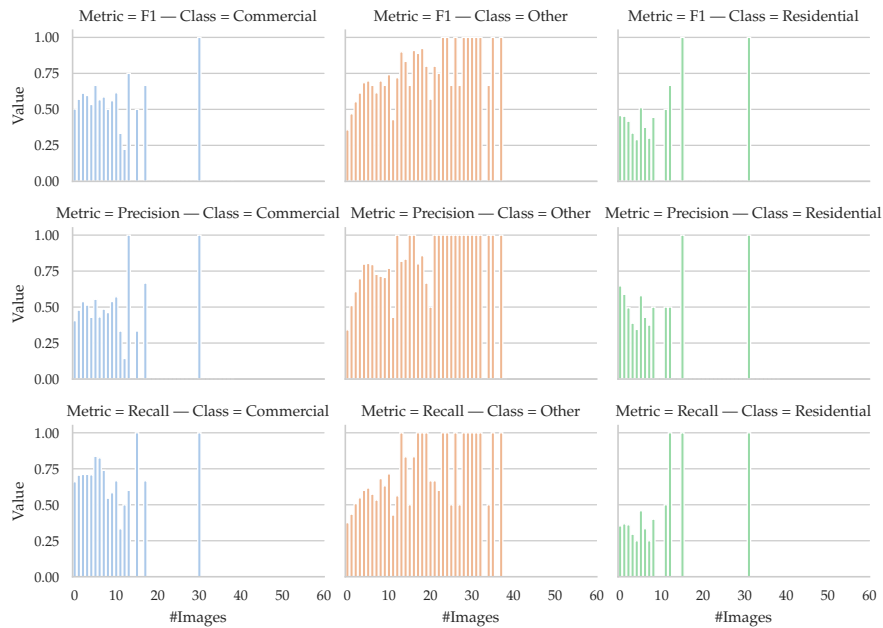 Metric = F1 — Class = Commercial
Metric = F1 — Class = Other
Metric = F1 — Class = Residential
1.00
0.75
0.50
0.25
0.00
Value
Metric = Precision — Class = Commercial
Metric = Precision — Class = Other
Metric = Precision — Class = Residential
1.00
0.75
0.50
0.25
0.00
Value
Metric = Recall — Class = Commercial
Metric = Recall — Class = Other
Metric = Recall — Class = Residential
1.00
0.75
0.50
0.25
0.00
Value
0 10 20 30 40 50 60
0 10 20 30 40 50 60
0 10 20 30 40 50 60
#Images
#Images
#Images